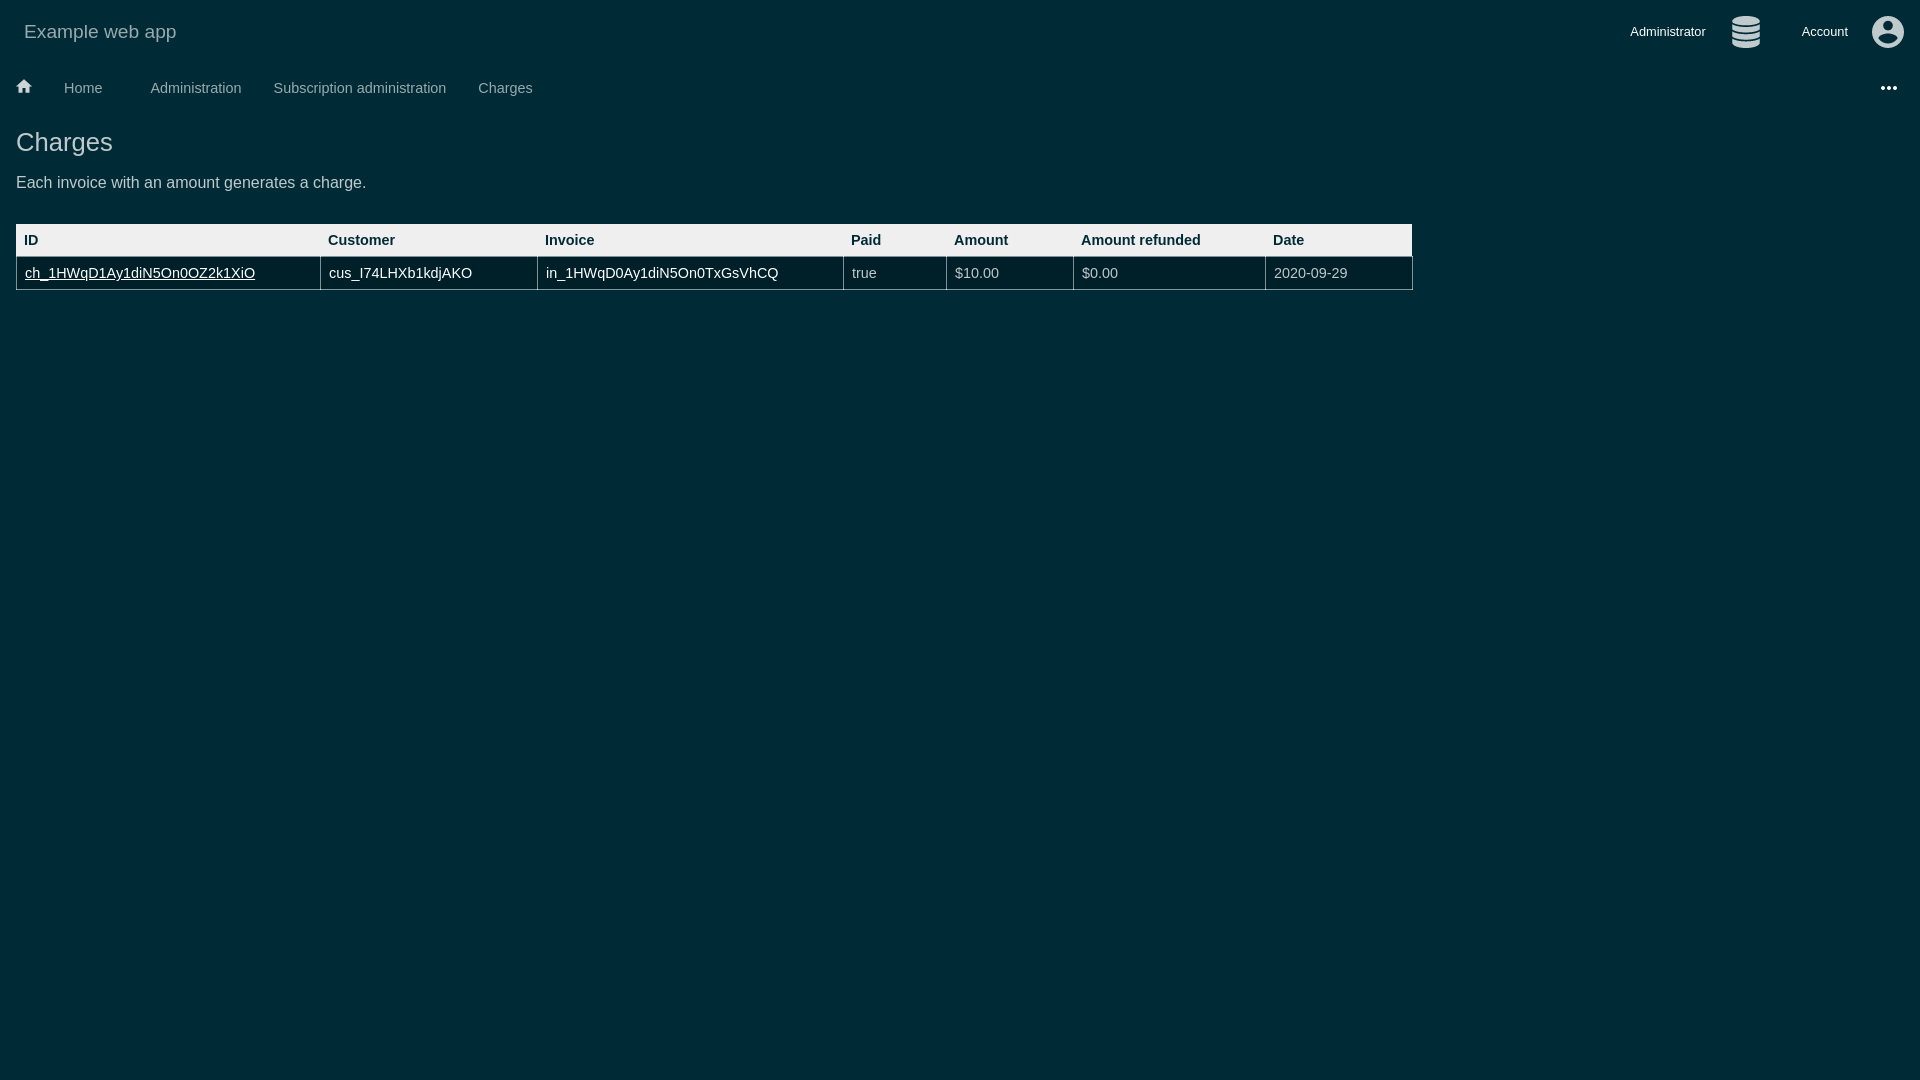 Example web app
Administrator Account
Home Administration Subscription administration Charges
Charges
Each invoice with an amount generates a charge.
ID Customer Invoice Paid Amount Amount refunded Date
ch_1HWqD1Ay1diN5On0OZ2k1XiO cus_I74LHXb1kdjAKO in_1HWqD0Ay1diN5On0TxGsVhCQ true $10.00 $0.00 2020-09-29